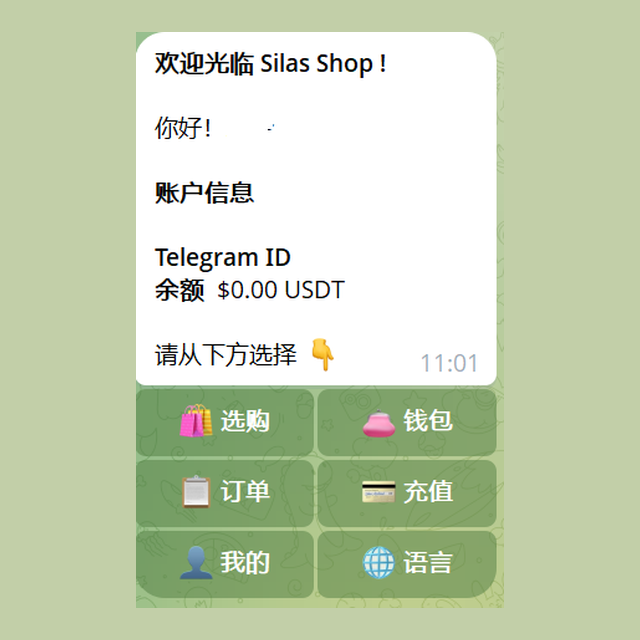 欢迎光临 Silas Shop !
你好！
账户信息
Telegram ID
余额 $0.00 USDT
请从下方选择 👇
11:01
🛍️ 选购
👛 钱包
📋 订单
💳 充值
👤 我的
🌐 语言